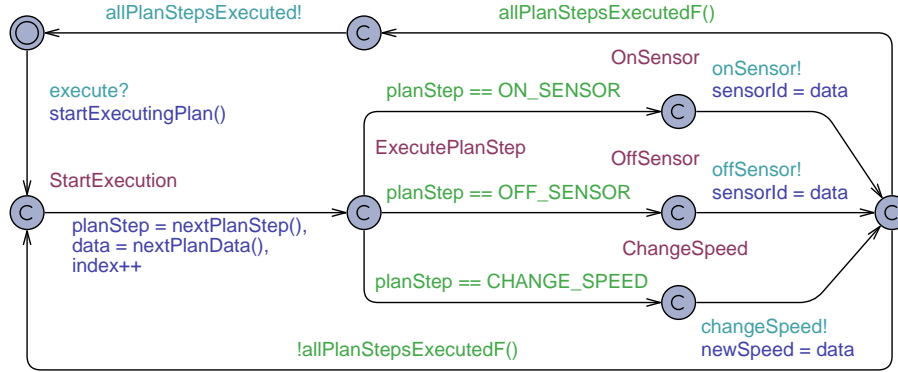 allPlanStepsExecuted!
allPlanStepsExecutedF()
OnSensor
onSensor!
sensorId = data
execute?
startExecutingPlan()
planStep == ON_SENSOR
ExecutePlanStep
OffSensor
offSensor!
sensorId = data
StartExecution
planStep == OFF_SENSOR
planStep = nextPlanStep(),
data = nextPlanData(),
index++
ChangeSpeed
planStep == CHANGE_SPEED
changeSpeed!
newSpeed = data
!allPlanStepsExecutedF()
C
C
C
C
C
C
C